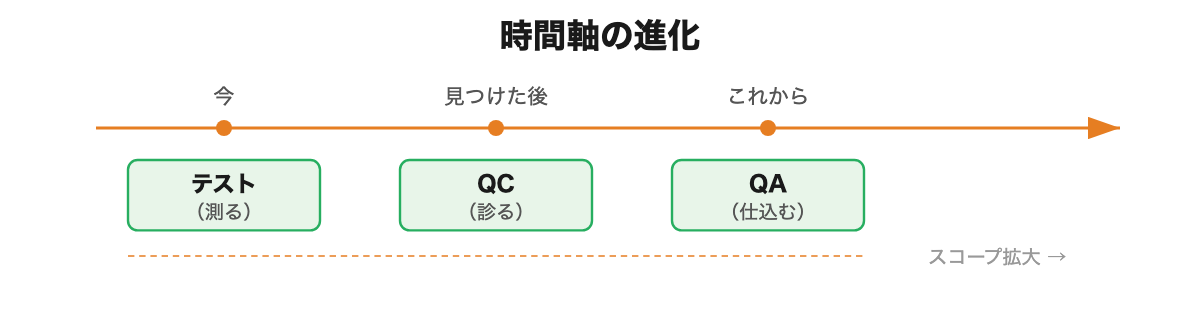 時間軸の進化
今 見つけた後 これから
テスト QC QA
（測る） （診る） （仕込む）
スコープ拡大 →